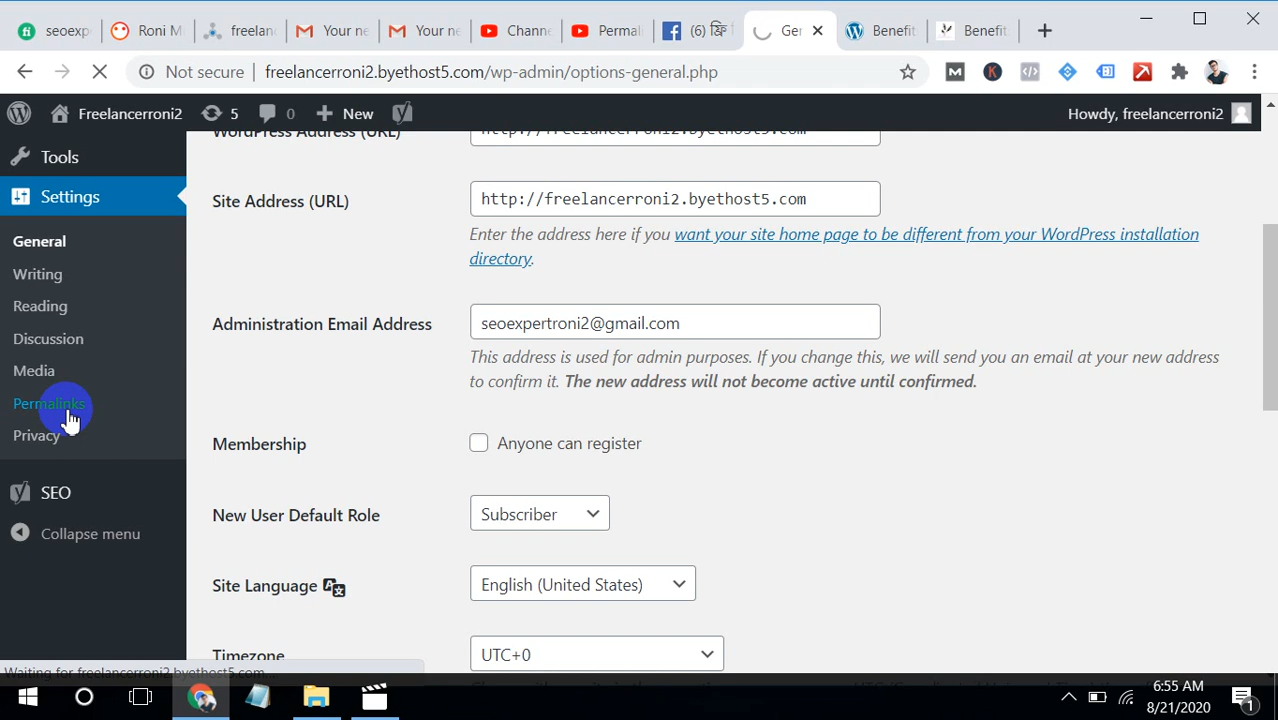 seoexp
Roni M
freelan
Your ne
Your ne
Channe
Permal
Ger
Benefit
Benefit
Not secure
freelancerroni2.byethost5.com/wp-admin/options-general.php
Freelancerroni2
5
0
New
Howdy, freelancerroni2
Tools
Settings
General
Writing
Reading
Discussion
Media
Permalinks
Privacy
SEO
Collapse menu
WordPress Address (URL)
http://freelancerroni2.byethost5.com
Site Address (URL)
http://freelancerroni2.byethost5.com
Enter the address here if you want your site home page to be different from your WordPress installation
directory.
Administration Email Address
seoexpertroni2@gmail.com
This address is used for admin purposes. If you change this, we will send you an email at your new address
to confirm it. The new address will not become active until confirmed.
Membership
Anyone can register
New User Default Role
Subscriber
Site Language
English (United States)
Timezone
UTC+0
Waiting for freelancerroni2.byethost5.com...
6:55 AM
8/21/2020
1